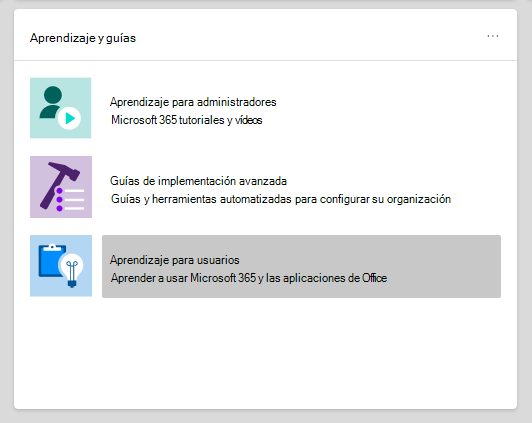 Aprendizaje y guías
...
Aprendizaje para administradores
Microsoft 365 tutoriales y vídeos
Guías de implementación avanzada
Guías y herramientas automatizadas para configurar su organización
Aprendizaje para usuarios
Aprender a usar Microsoft 365 y las aplicaciones de Office